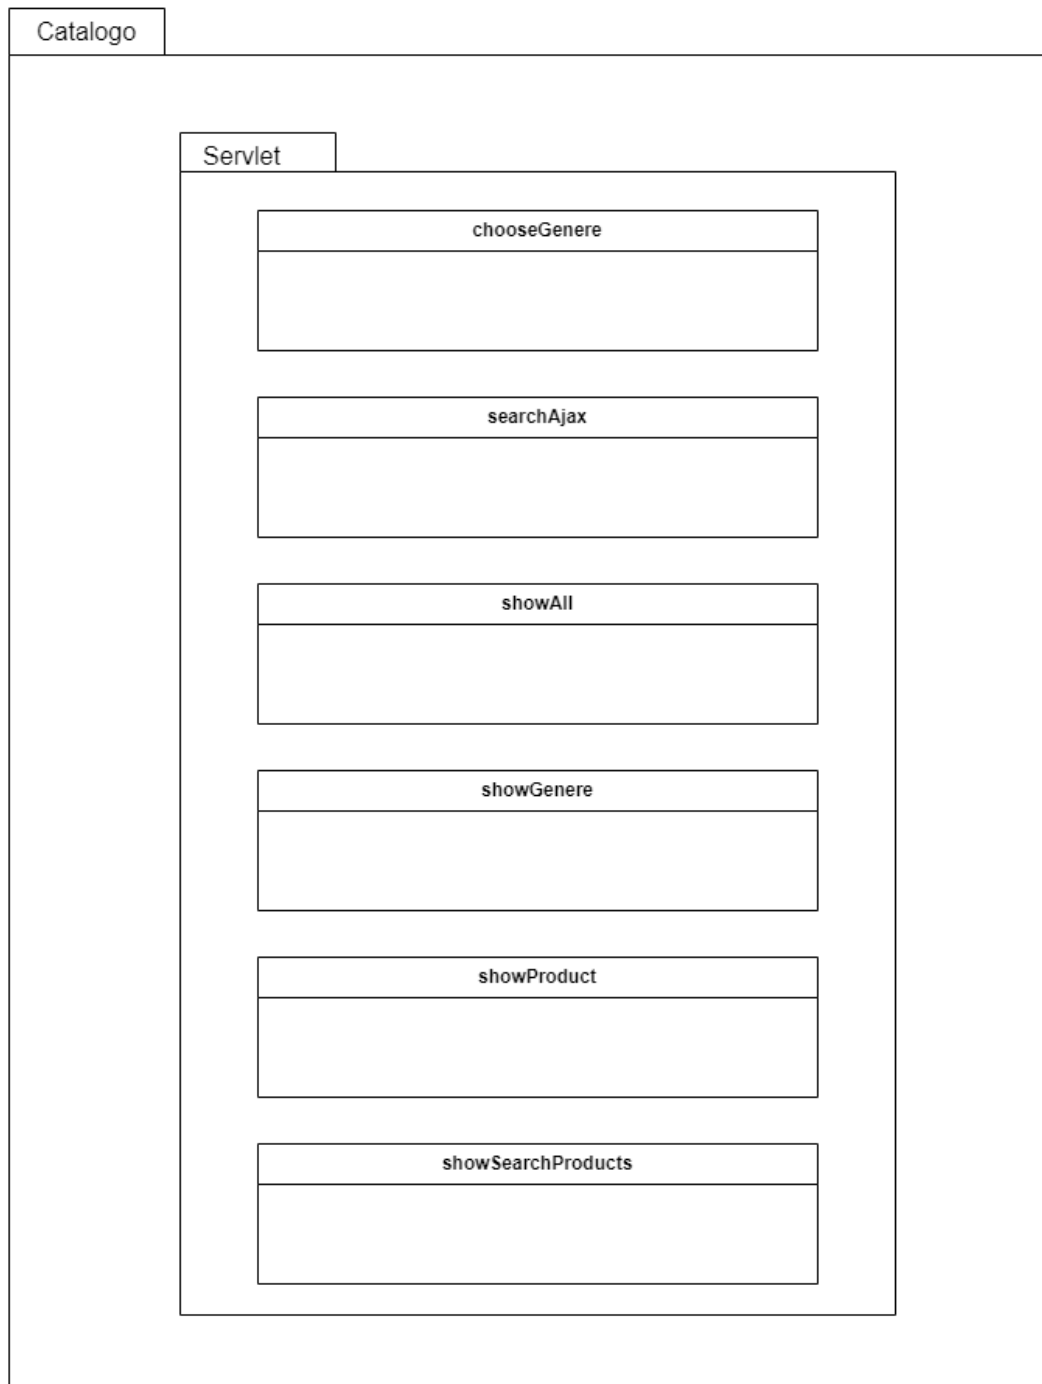 Catalogo
Servlet
chooseGenere
searchAjax
showAll
showGenere
showProduct
showSearchProducts